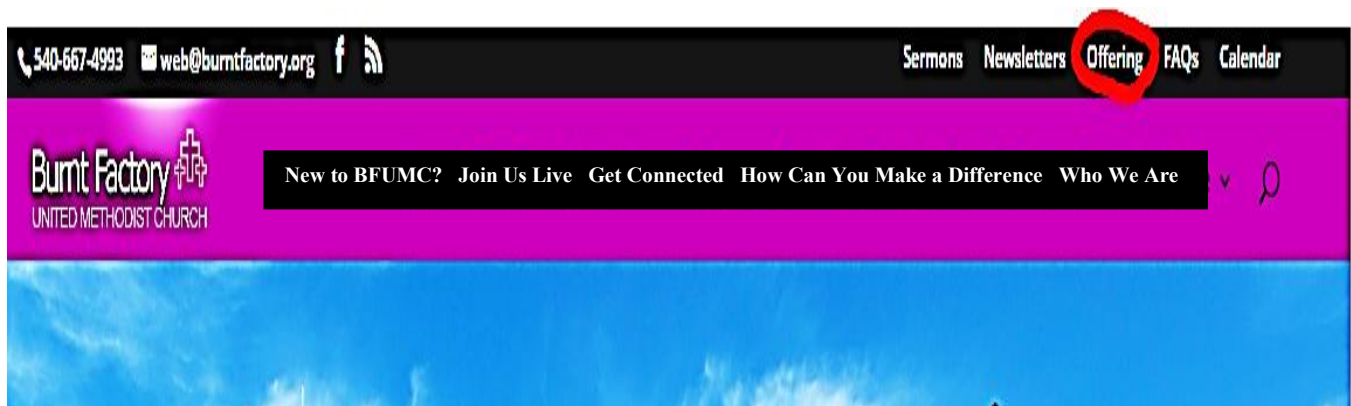 540-667-4993 web@burntfactory.org Sermons Newsletters Offering FAQs Calendar
Burnt Factory
UNITED METHODIST CHURCH
New to BFUMC? Join Us Live Get Connected How Can You Make a Difference Who We Are